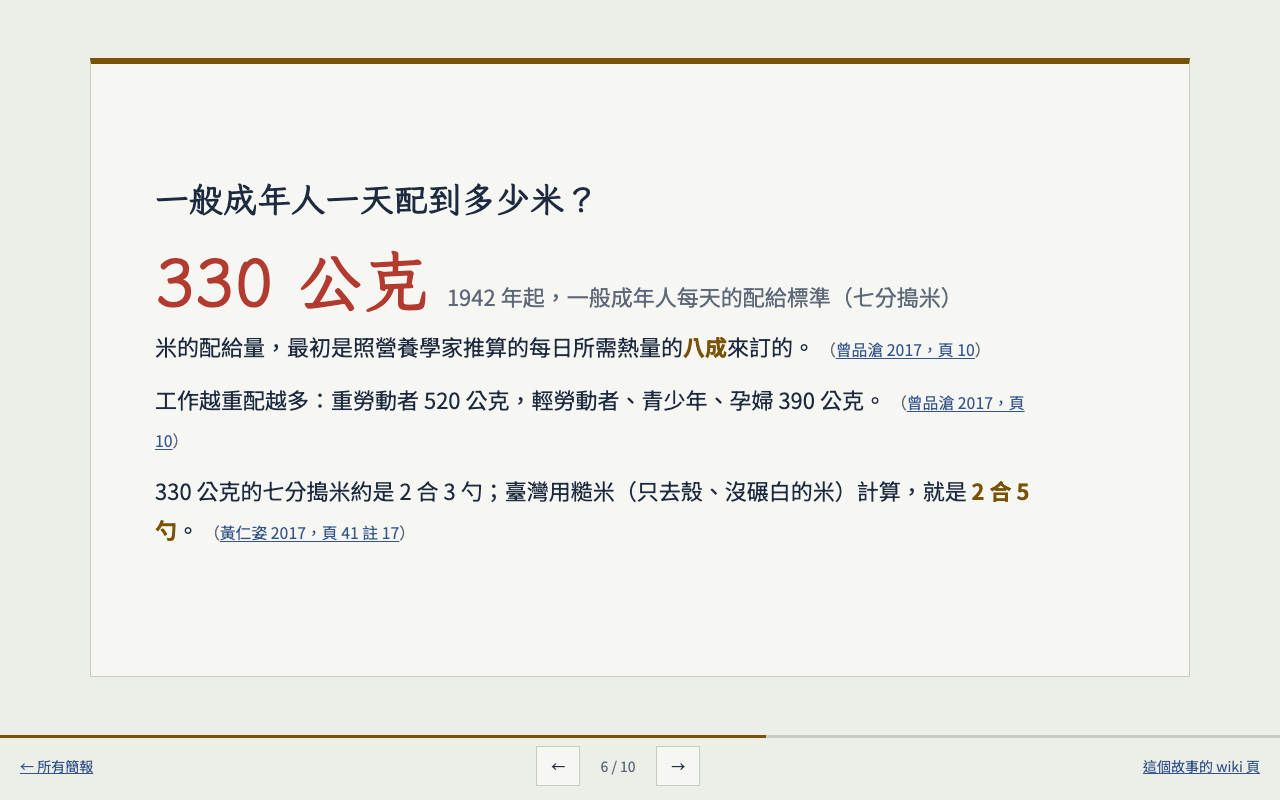 一般成年人一天配到多少米？
330 公克 1942 年起，一般成年人每天的配給標準（七分搗米）
米的配給量，最初是照營養學家推算的每日所需熱量的八成來訂的。（曾品滄 2017，頁 10）
工作越重配越多：重勞動者 520 公克，輕勞動者、青少年、孕婦 390 公克。（曾品滄 2017，頁
10）
330 公克的七分搗米約是 2 合 3 勺；臺灣用糙米（只去殼、沒碾白的米）計算，就是 2 合 5
勺。（黃仁姿 2017，頁 41 註 17）
← 所有簡報 ← 6 / 10 → 這個故事的 wiki 頁